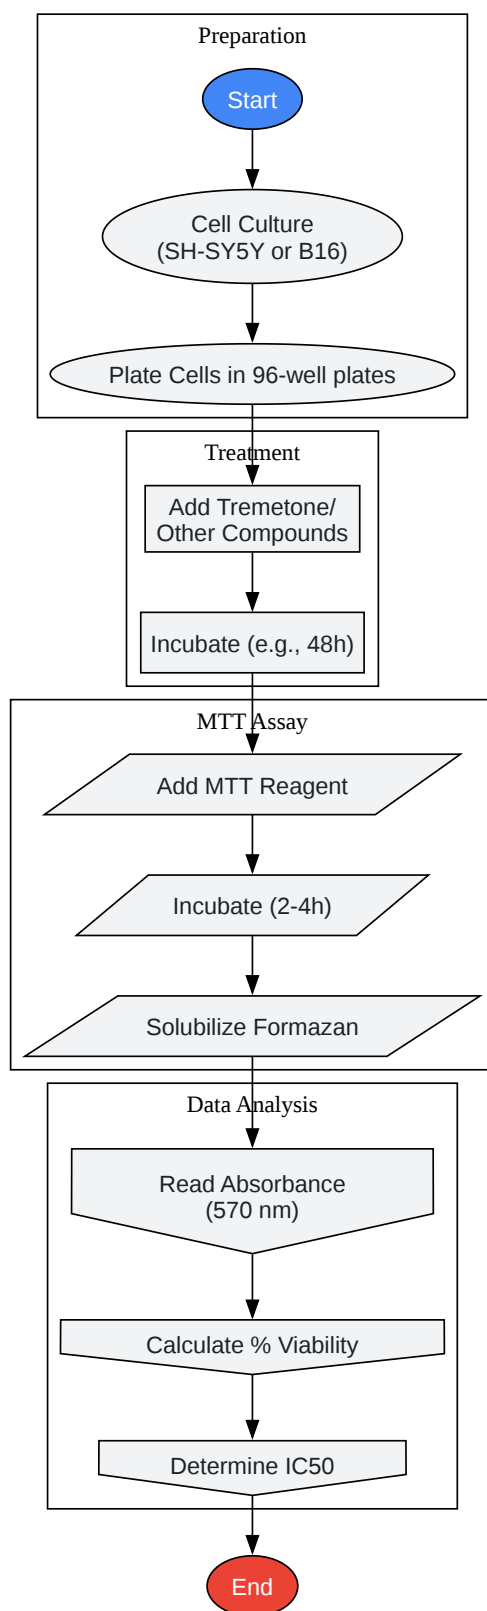 Preparation
Start
Cell Culture
(SH-SY5Y or B16)
Plate Cells in 96-well plates
Treatment
Add Tremetone/
Other Compounds
Incubate (e.g., 48h)
MTT Assay
Add MTT Reagent
Incubate (2-4h)
Solubilize Formazan
Data Analysis
Read Absorbance
(570 nm)
Calculate % Viability
Determine IC50
End